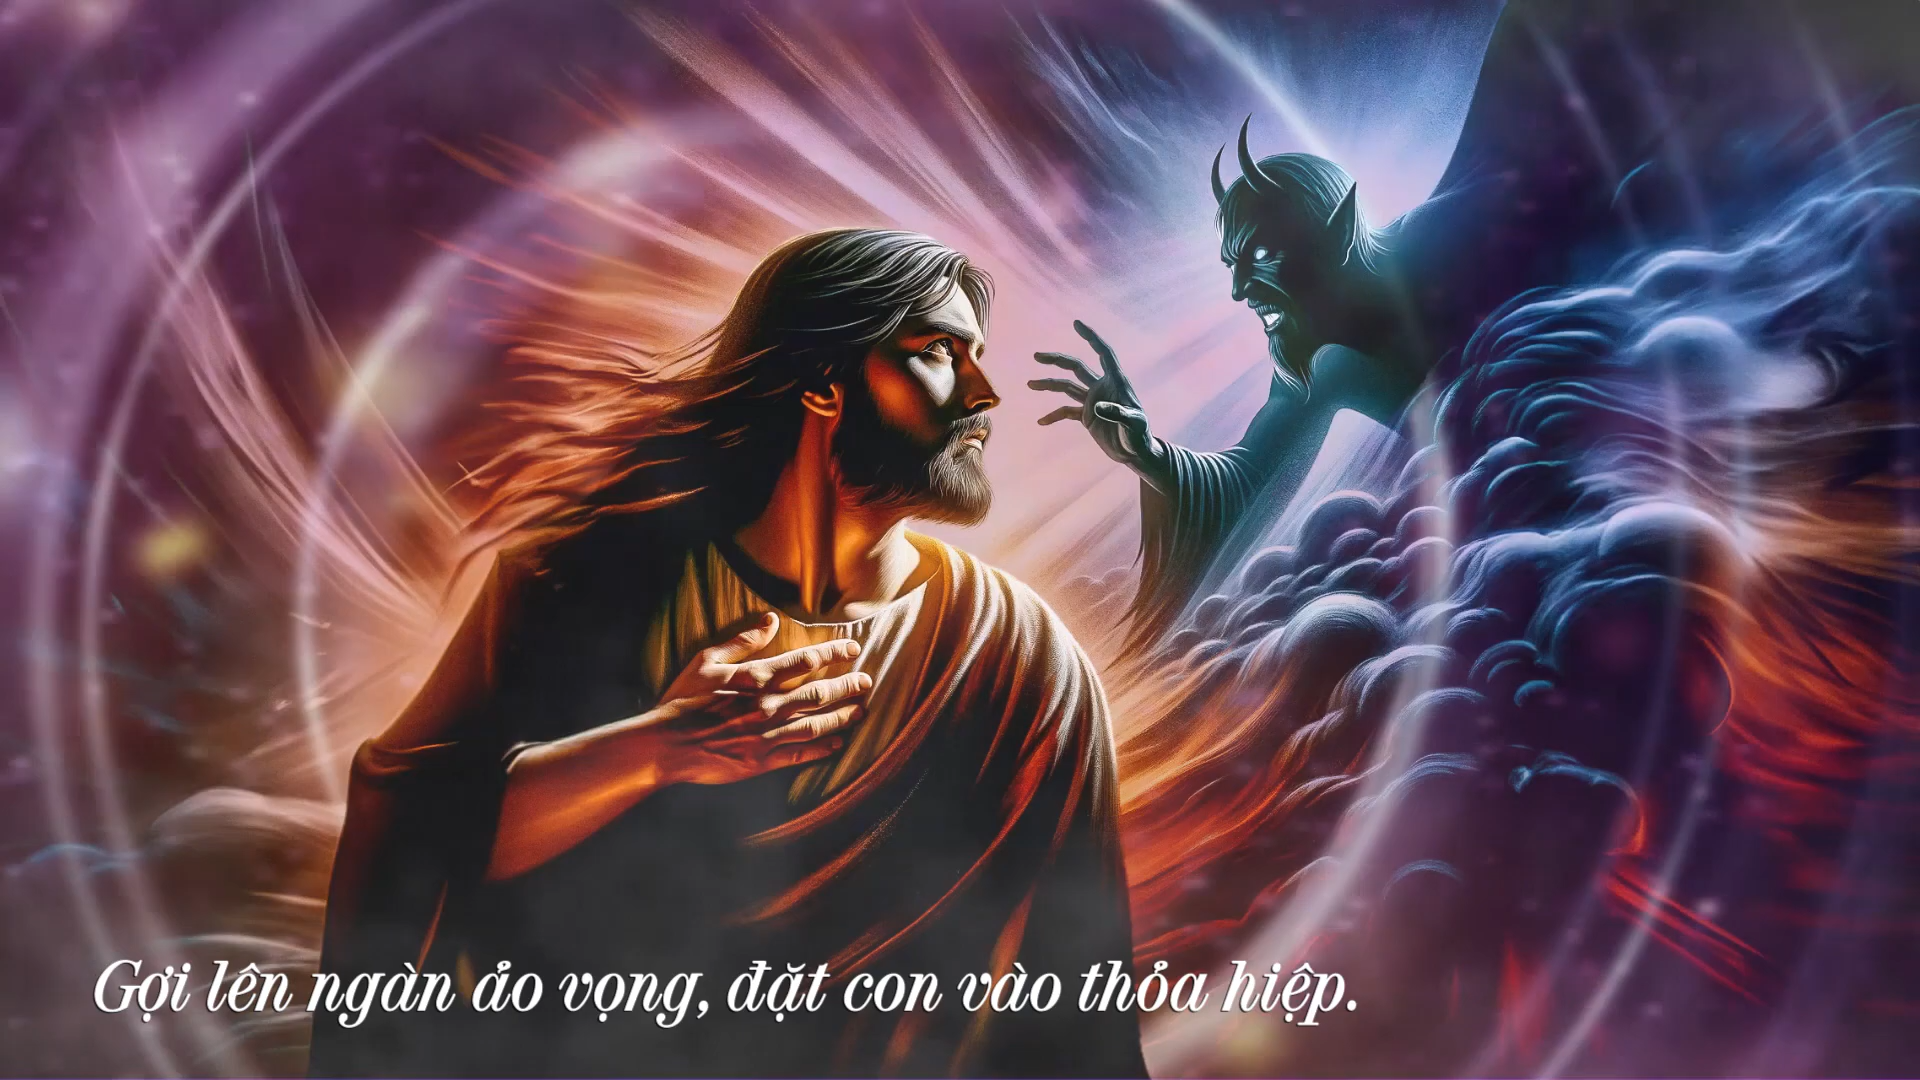 Gợi lên ngàn ảo vọng, đặt con vào thỏa hiệp.